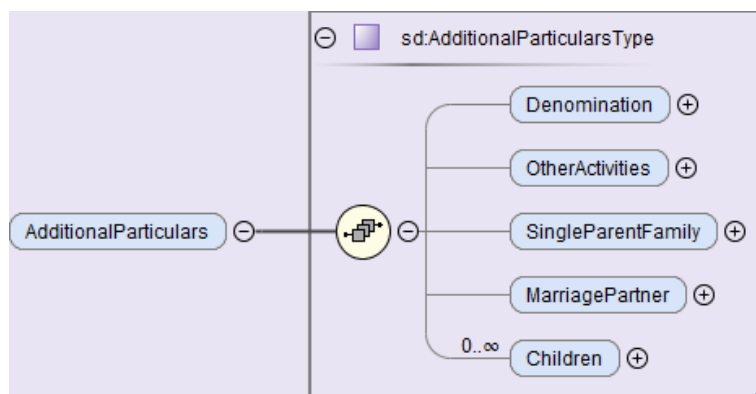 sd:AdditionalParticularsType
Denomination
OtherActivities
AdditionalParticulars
SingleParentFamily
MarriagePartner
0..∞
Children